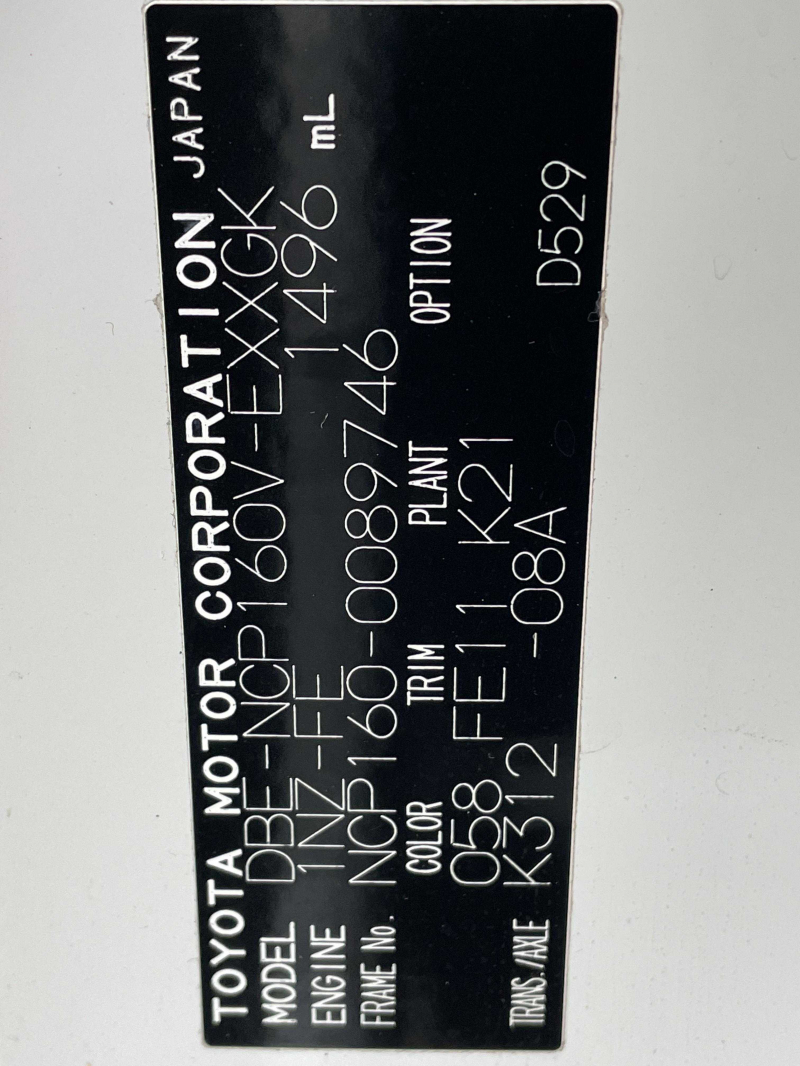 TOYOTA MOTOR CORPORATION JAPAN
MODEL DBE-NCP160V-EXXGK
ENGINE 1NZ-FE 1496 mL
FRAME No. NCP160-0089746
COLOR TRIM PLANT OPTION
058 FE11 K21
TRANS./AXLE K312 -08A D529